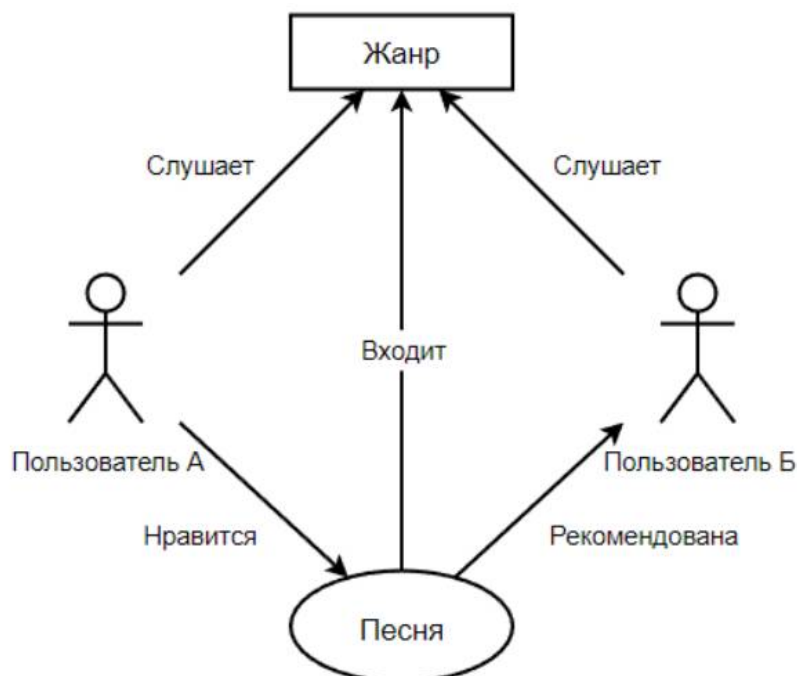 Жанр
Слушает
Слушает
Входит
Пользователь А
Пользователь Б
Нравится
Рекомендована
Песня